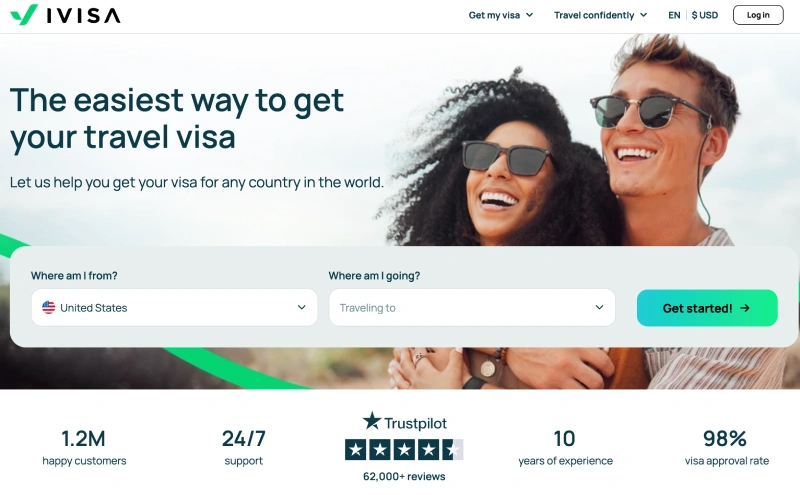 IVISA
Get my visa
Travel confidently
EN
$ USD
Log in
The easiest way to get
your travel visa
Let us help you get your visa for any country in the world.
Where am I from?
United States
Where am I going?
Traveling to
Get started!
1.2M
happy customers
24/7
support
Trustpilot
62,000+ reviews
10
years of experience
98%
visa approval rate